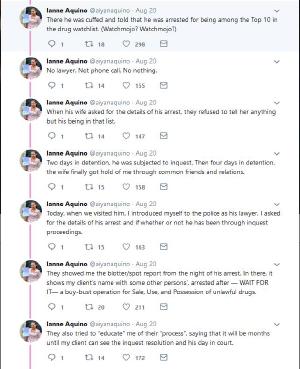 Ianne Aquino @aiyanaquino · Aug 20
There he was cuffed and told that he was arrested for being among the Top 10 in
the drug watchlist. (Watchmojo? Watchmojo?)
1 18 298
Ianne Aquino @aiyanaquino · Aug 20
No lawyer. Not phone call. No nothing.
1 14 155
Ianne Aquino @aiyanaquino · Aug 20
When his wife asked for the details of his arrest, they refused to tell her anything
but his being in that list.
1 14 147
Ianne Aquino @aiyanaquino · Aug 20
Two days in detention, he was subjected to inquest. Then four days in detention,
the wife finally got hold of me through common friends and relations.
1 15 158
Ianne Aquino @aiyanaquino · Aug 20
Today, when we visited him, I introduced myself to the police as his lawyer. I asked
for the details of his arrest and if whether or not he has been through inquest
proceedings.
1 15 163
Ianne Aquino @aiyanaquino · Aug 20
They showed me the blotter/spot report from the night of his arrest. In there, it
shows my client's name with some other persons', arrested after — WAIT FOR
IT— a buy-bust operation for Sale, Use, and Possession of unlawful drugs.
1 20 211
Ianne Aquino @aiyanaquino · Aug 20
They also tried to "educate" me of their "process", saying that it will be months
until my client can see the inquest resolution and his day in court.
1 14 172